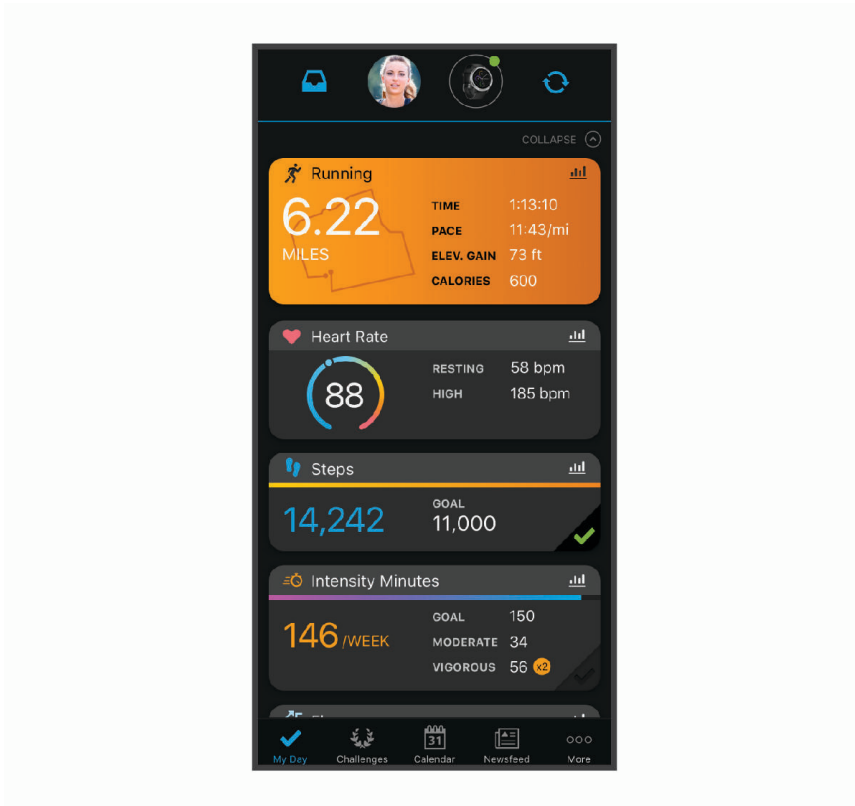 COLLAPSE
Running
6.22
MILES
TIME 1:13:10
PACE 11:43/mi
ELEV. GAIN 73 ft
CALORIES 600
Heart Rate
88
RESTING 58 bpm
HIGH 185 bpm
Steps
14,242
GOAL
11,000
Intensity Minutes
146 /WEEK
GOAL 150
MODERATE 34
VIGOROUS 56 x2
31
My Day Challenges Calendar Newsfeed More